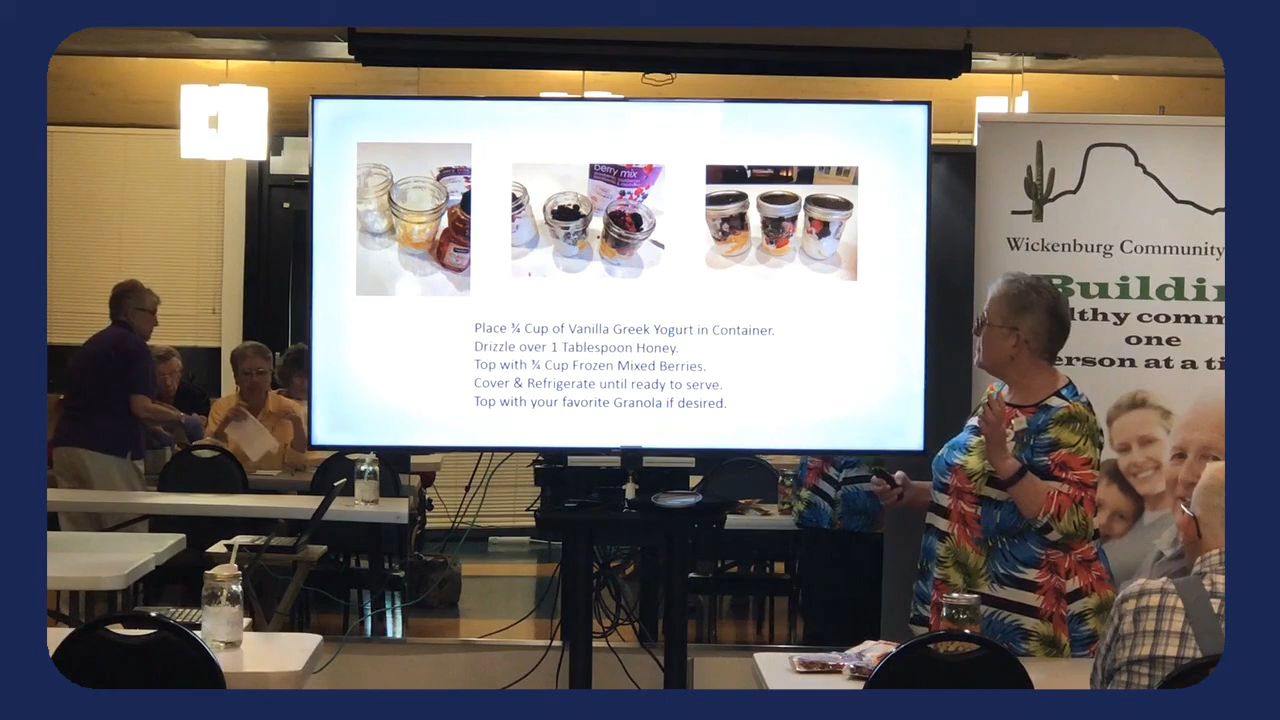 berry mix
Place ¾ Cup of Vanilla Greek Yogurt in Container.
Drizzle over 1 Tablespoon Honey.
Top with ¾ Cup Frozen Mixed Berries.
Cover & Refrigerate until ready to serve.
Top with your favorite Granola if desired.
Wickenburg Community
Buildin
lthy comm
one
erson at a ti